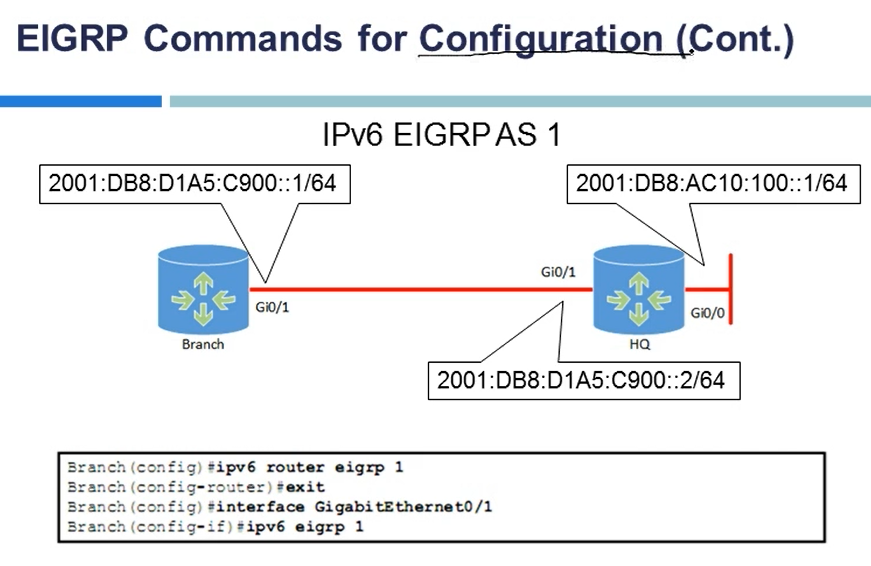 EIGRP Commands for Configuration (Cont.)
IPv6 EIGRP AS 1
2001:DB8:D1A5:C900::1/64
2001:DB8:AC10:100::1/64
Gi0/1
Gi0/1
Gi0/0
Branch
HQ
2001:DB8:D1A5:C900::2/64
Branch(config)#ipv6 router eigrp 1
Branch(config-router)#exit
Branch(config)#interface GigabitEthernet0/1
Branch(config-if)#ipv6 eigrp 1